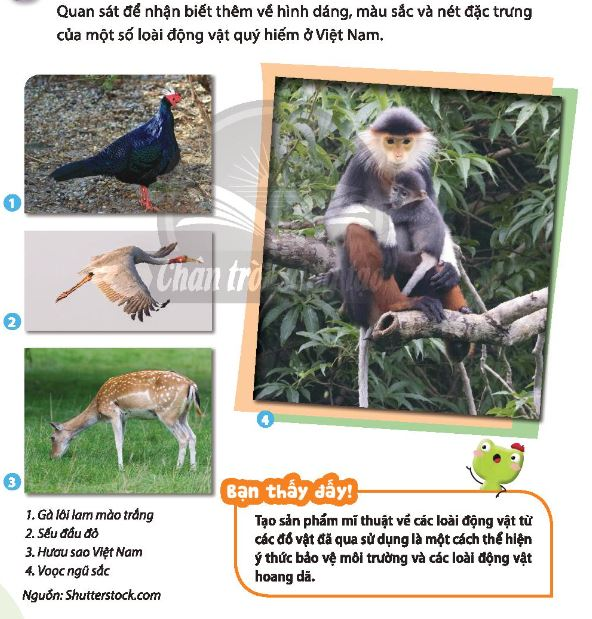 Quan sát để nhận biết thêm về hình dáng, màu sắc và nét đặc trưng
của một số loài động vật quý hiếm ở Việt Nam.
1
Chân trời sáng tạo
2
4
3
Bạn thấy đấy!
1. Gà lôi lam mào trắng
2. Sếu đầu đỏ
3. Hươu sao Việt Nam
4. Voọc ngũ sắc
Nguồn: Shutterstock.com
Tạo sản phẩm mĩ thuật về các loài động vật từ
các đồ vật đã qua sử dụng là một cách thể hiện
ý thức bảo vệ môi trường và các loài động vật
hoang dã.